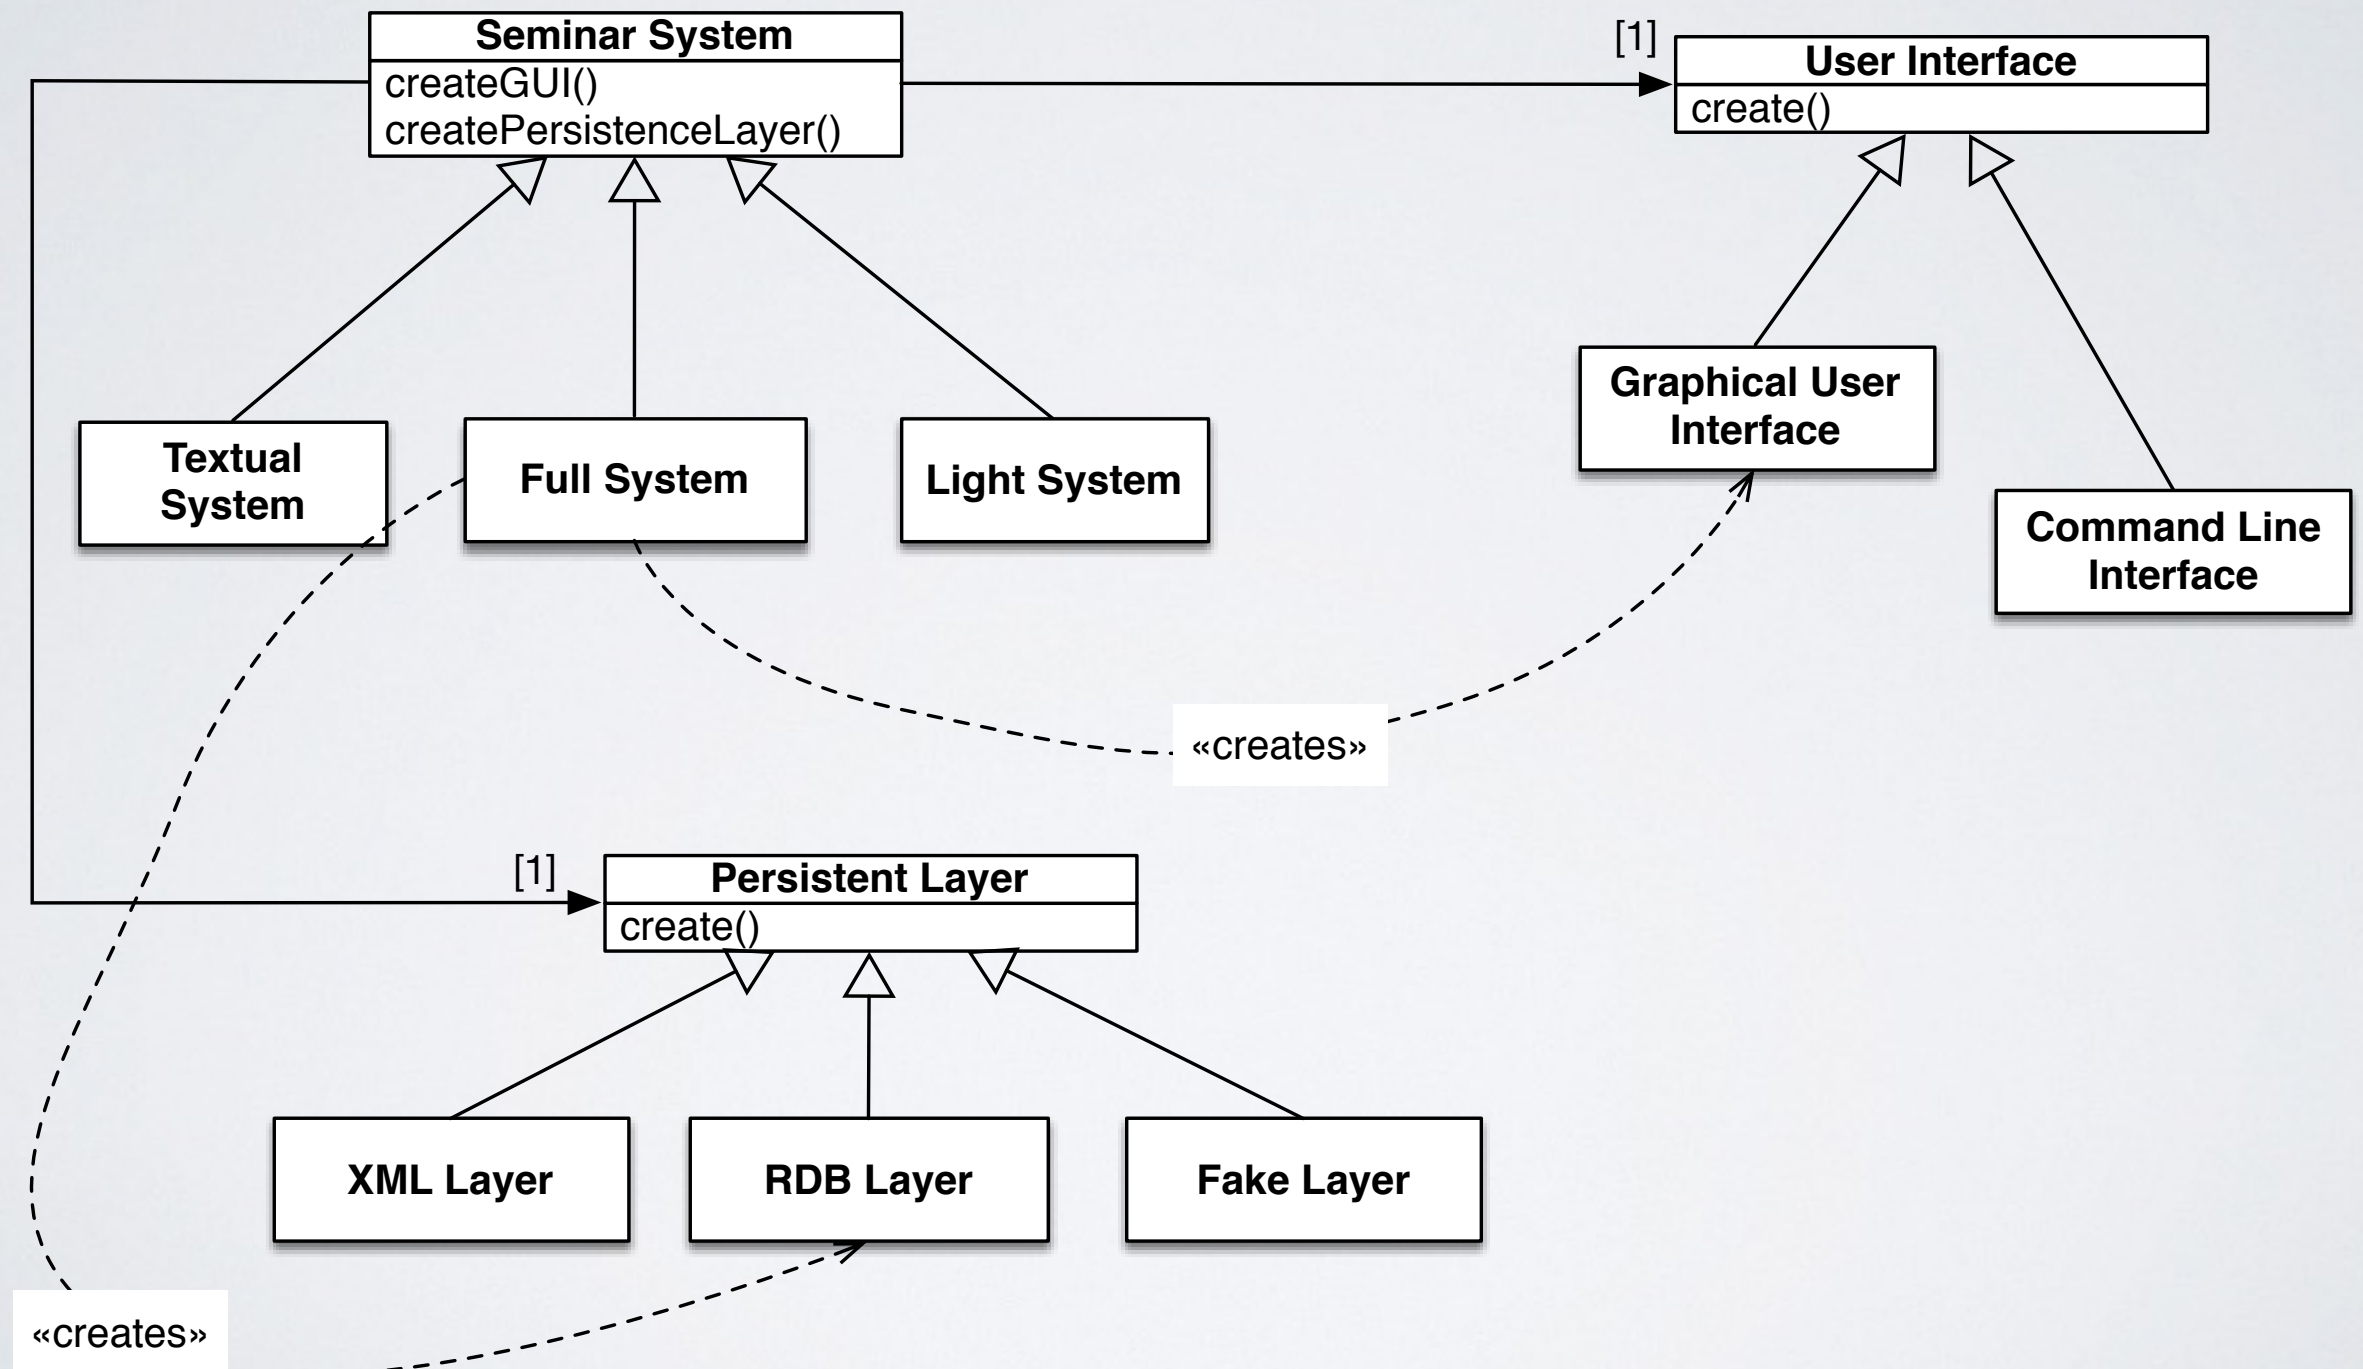 Seminar System
createGUI()
createPersistenceLayer()
[1]
User Interface
create()
Textual
System
Full System
Light System
Graphical User
Interface
Command Line
Interface
«creates»
[1]
Persistent Layer
create()
XML Layer
RDB Layer
Fake Layer
«creates»